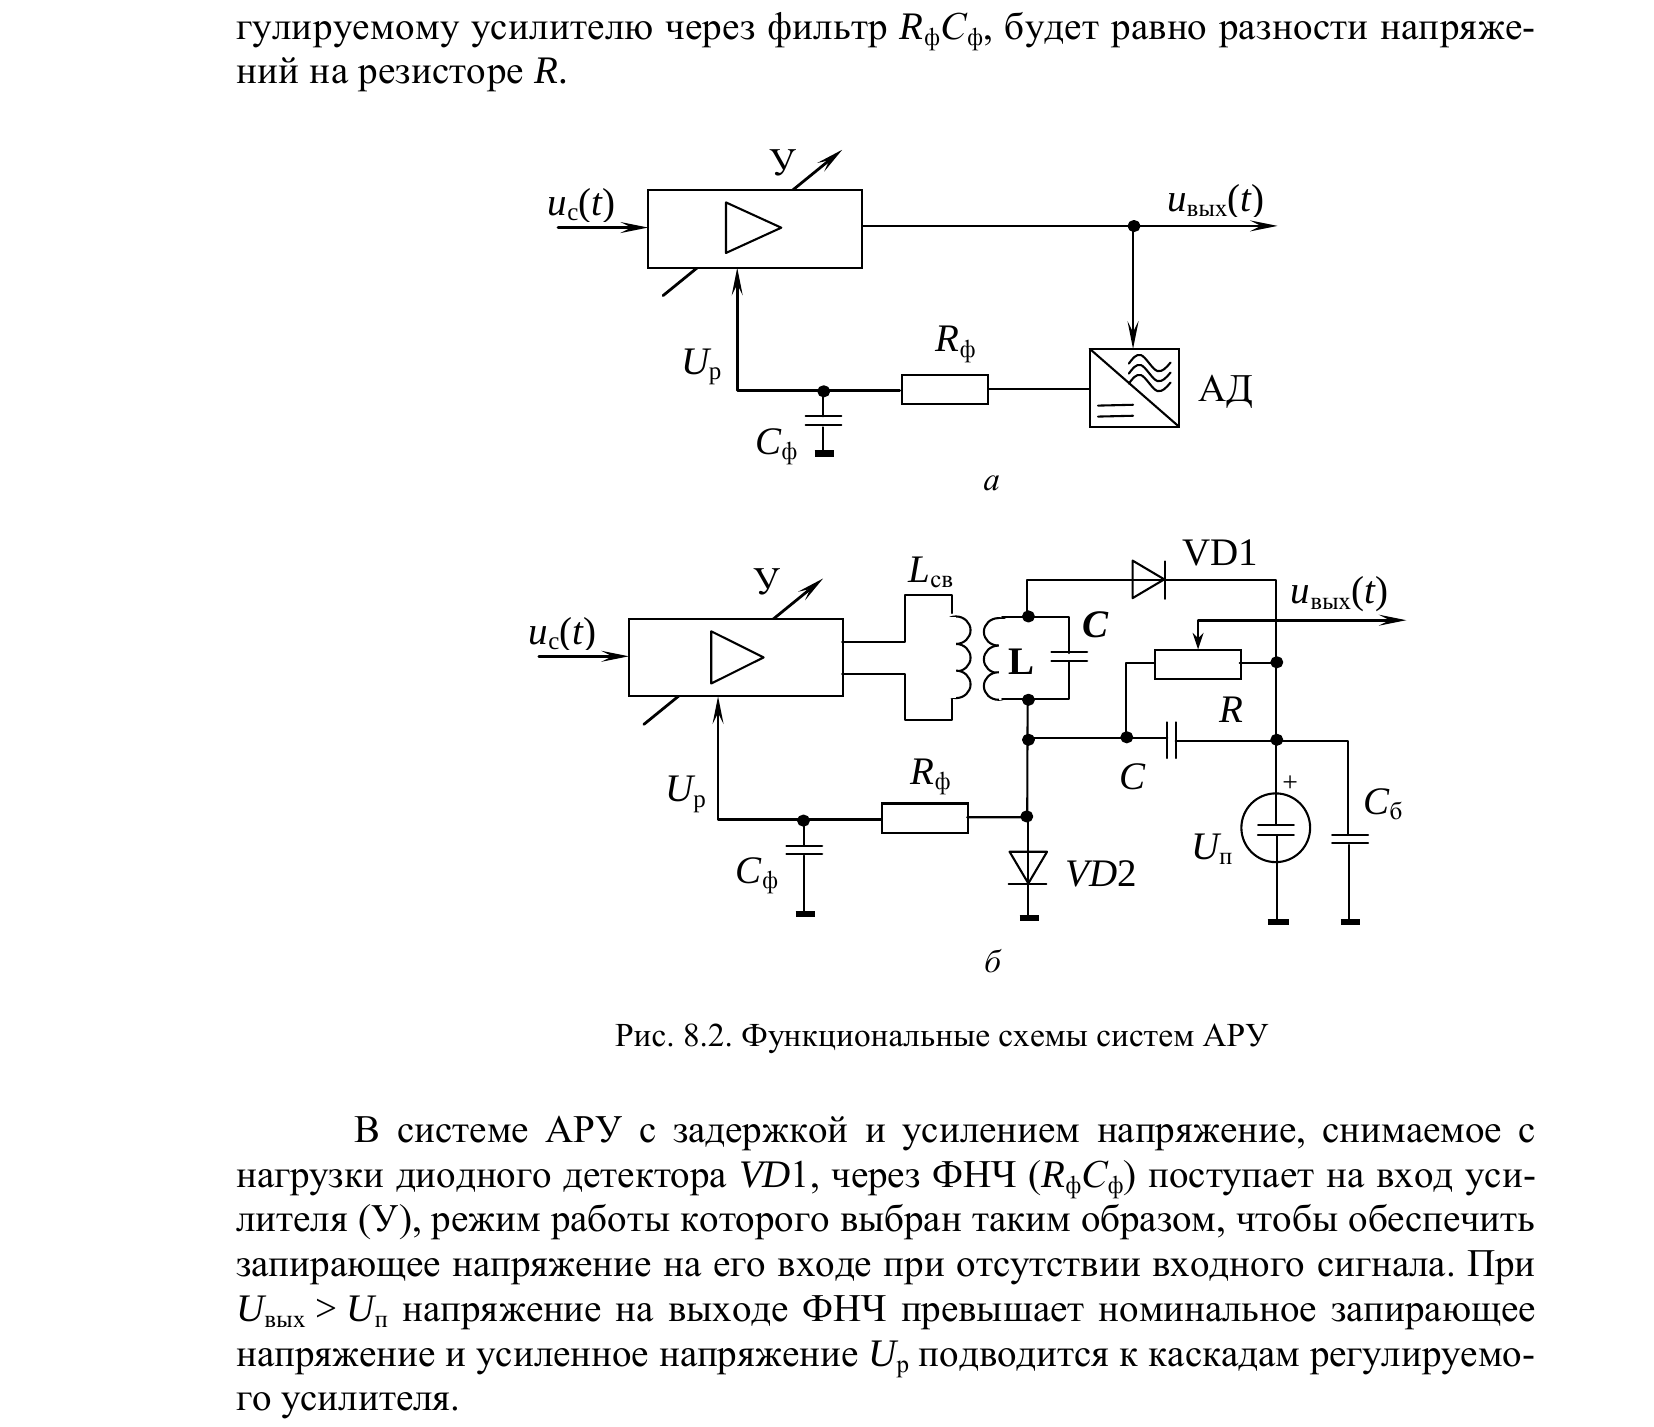 гулируемому усилителю через фильтр RфCф, будет равно разности напряже-
ний на резисторе R.
У
uс(t)
uвых(t)
Rф
Uр
АД
Cф
а
VD1
Lсв
У
uвых(t)
C
uс(t)
L
R
Rф
C
+
Uр
Cб
Uп
Cф
VD2
б
Рис. 8.2. Функциональные схемы систем АРУ
В системе АРУ с задержкой и усилением напряжение, снимаемое с
нагрузки диодного детектора VD1, через ФНЧ (RфCф) поступает на вход уси-
лителя (У), режим работы которого выбран таким образом, чтобы обеспечить
запирающее напряжение на его входе при отсутствии входного сигнала. При
Uвых > Uп напряжение на выходе ФНЧ превышает номинальное запирающее
напряжение и усиленное напряжение Uр подводится к каскадам регулируемо-
го усилителя.